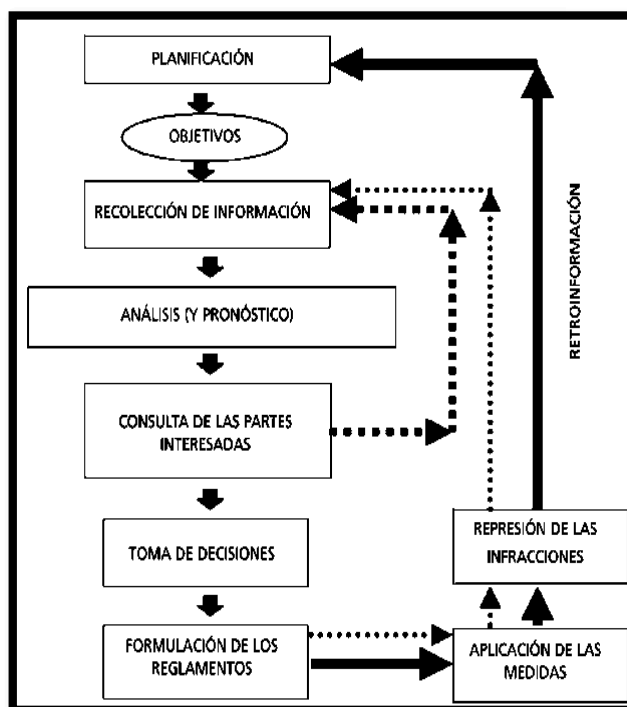 PLANIFICACIÓN
OBJETIVOS
RECOLECCIÓN DE INFORMACIÓN
ANÁLISIS (Y PRONÓSTICO)
CONSULTA DE LAS PARTES
INTERESADAS
TOMA DE DECISIONES
FORMULACIÓN DE LOS
REGLAMENTOS
APLICACIÓN DE LAS
MEDIDAS
REPRESIÓN DE LAS
INFRACCIONES
RETROINFORMACIÓN